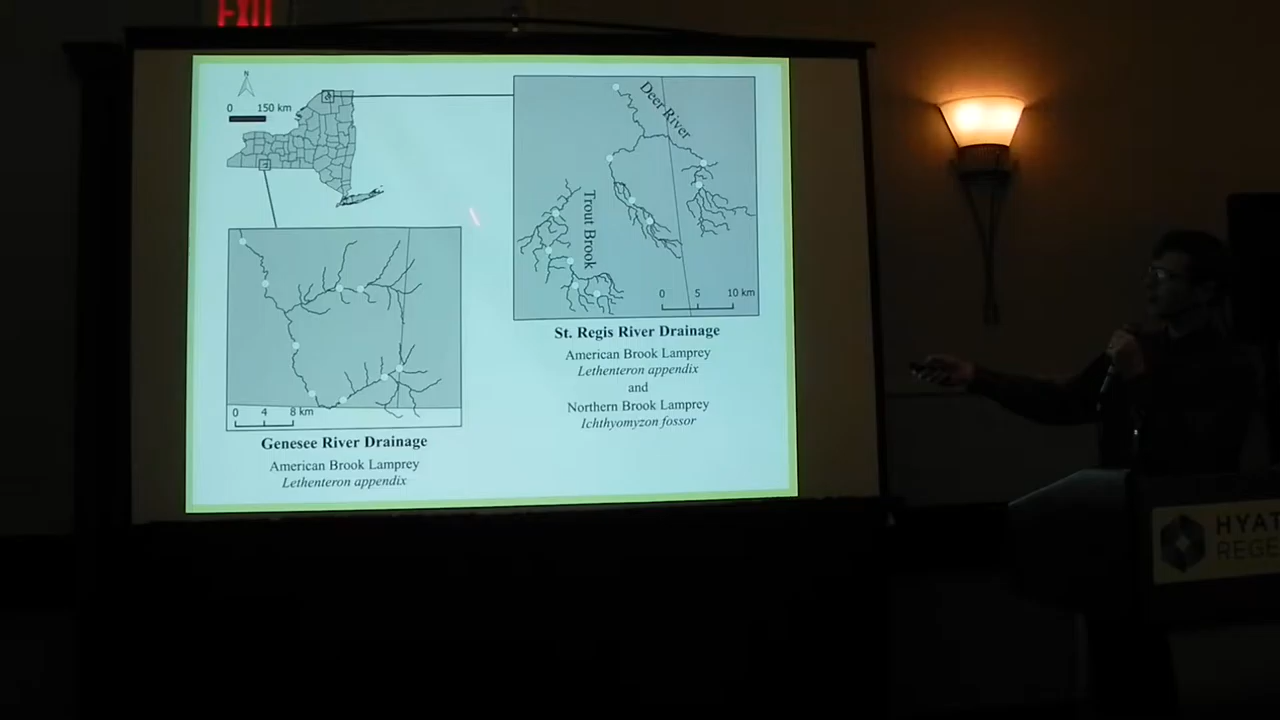 EXIT
N
0 150 km
Deer River
Trout Brook
0 5 10 km
0 4 8 km
St. Regis River Drainage
American Brook Lamprey
Lethenteron appendix
and
Northern Brook Lamprey
Ichthyomyzon fossor
Genesee River Drainage
American Brook Lamprey
Lethenteron appendix
HYAT
REGE